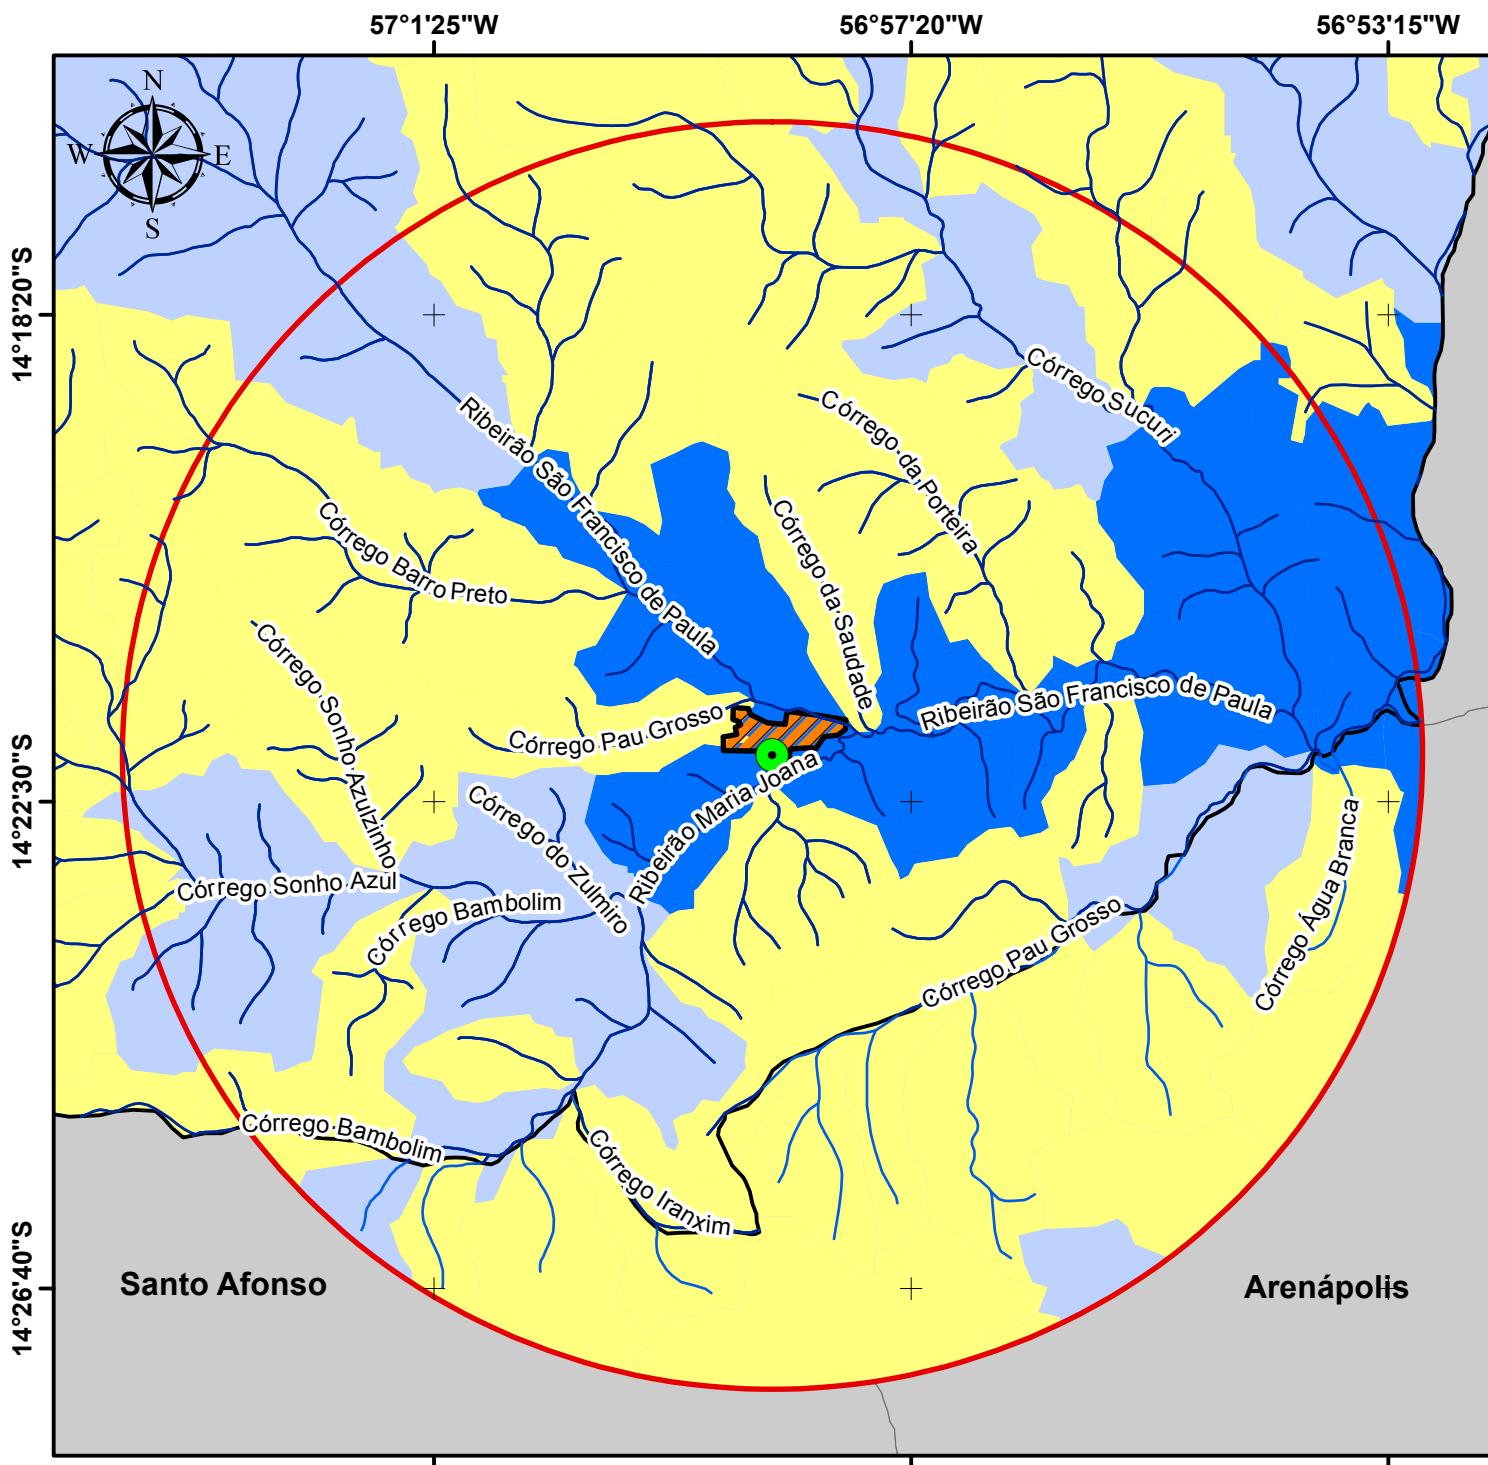 57°1'25"W
56°57'20"W
56°53'15"W
N
W
E
S
14°18'20"S
14°22'30"S
14°26'40"S
Córrego Sucuri
Ribeirão São Francisco de Paula
Córrego da Porteira
Córrego da Saudade
Córrego Barro Preto
Córrego Sonho Azulzinho
Ribeirão São Francisco de Paula
Córrego Pau Grosso
Ribeirão Maria Joana
Córrego do Zulmiro
Córrego Sonho Azul
Córrego Bambolim
Córrego Bambolim
Córrego Água Branca
Córrego Pau Grosso
Córrego Bambolim
Córrego Iranxim
Santo Afonso
Arenápolis